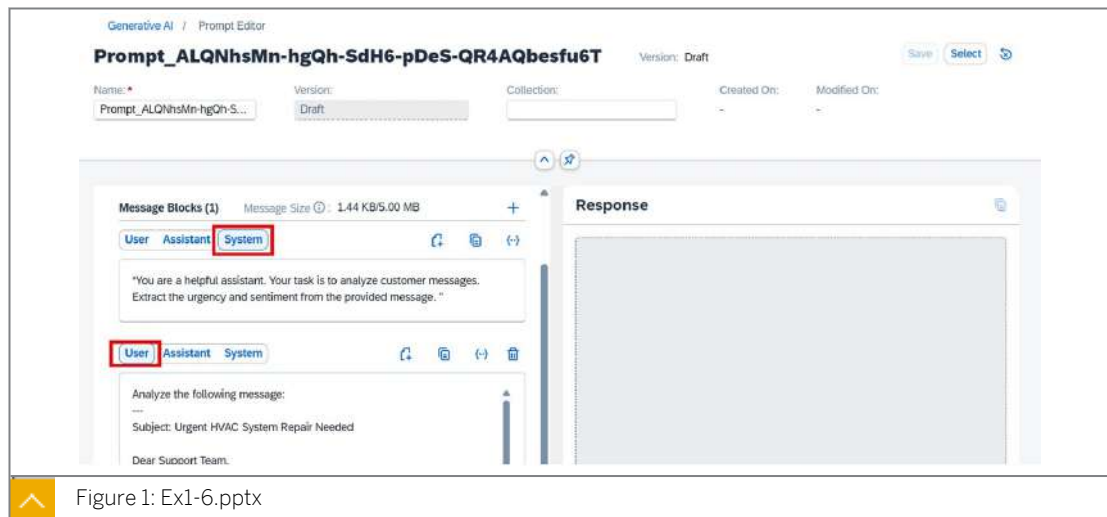 Generative AI / Prompt Editor
Prompt_ALQNhsMn-hgQh-SdH6-pDeS-QR4AQbesfu6T Version: Draft Save Select
Name: * Version: Collection: Created On: Modified On:
Prompt_ALQNhsMn-hgQh-S... Draft - -
Message Blocks (1) Message Size : 1.44 KB/5.00 MB
User Assistant System
"You are a helpful assistant. Your task is to analyze customer messages.
Extract the urgency and sentiment from the provided message. "
User Assistant System
Analyze the following message:
---
Subject: Urgent HVAC System Repair Needed
Dear Support Team,
Response
Figure 1: Ex1-6.pptx